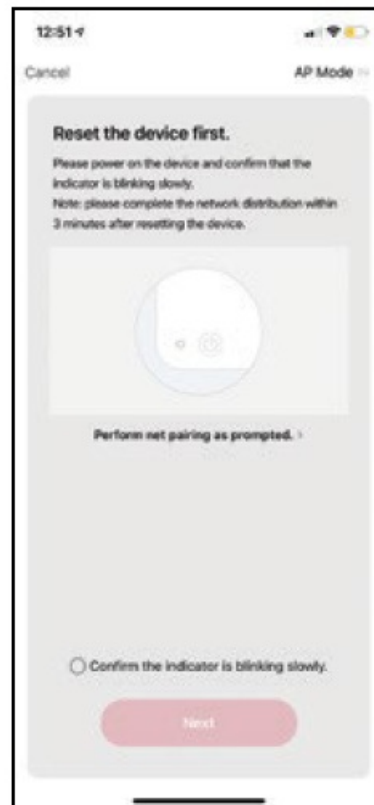 12:51
Cancel AP Mode
Reset the device first.
Please power on the device and confirm that the
indicator is blinking slowly.
Note: please complete the network distribution within
3 minutes after resetting the device.
Perform net pairing as prompted. >
Confirm the indicator is blinking slowly.
Next